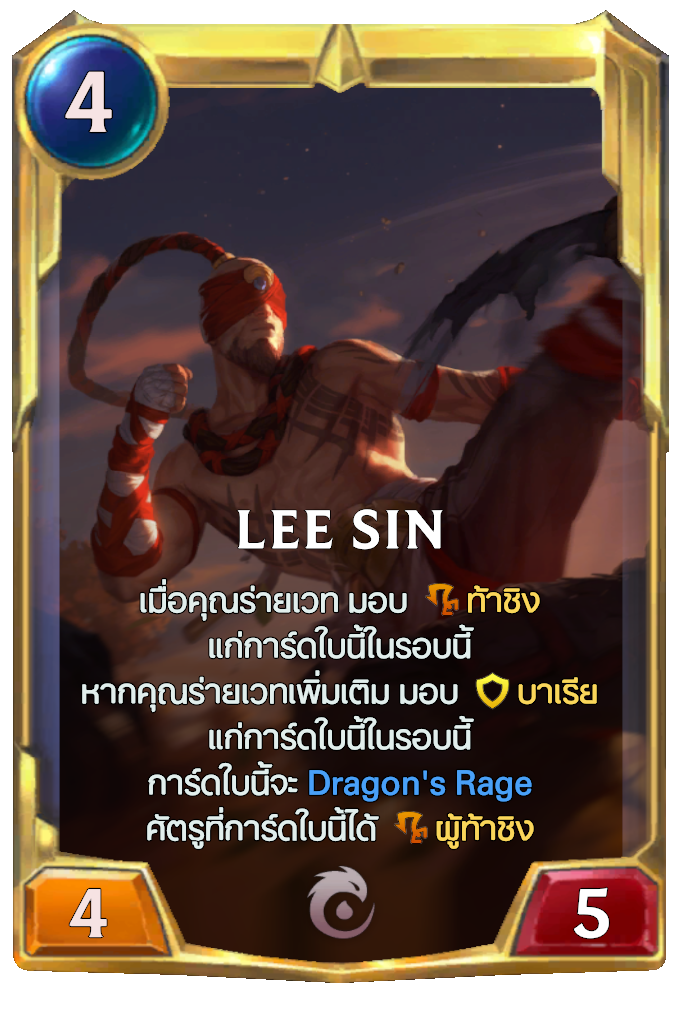 4
LEE SIN
เมื่อคุณร่ายเวท มอบ ท้าชิง
แก่การ์ดใบนี้ในรอบนี้
หากคุณร่ายเวทเพิ่มเติม มอบ บาเรีย
แก่การ์ดใบนี้ในรอบนี้
การ์ดใบนี้จะ Dragon's Rage
ศัตรูที่การ์ดใบนี้ได้ ผู้ท้าชิง
4
5